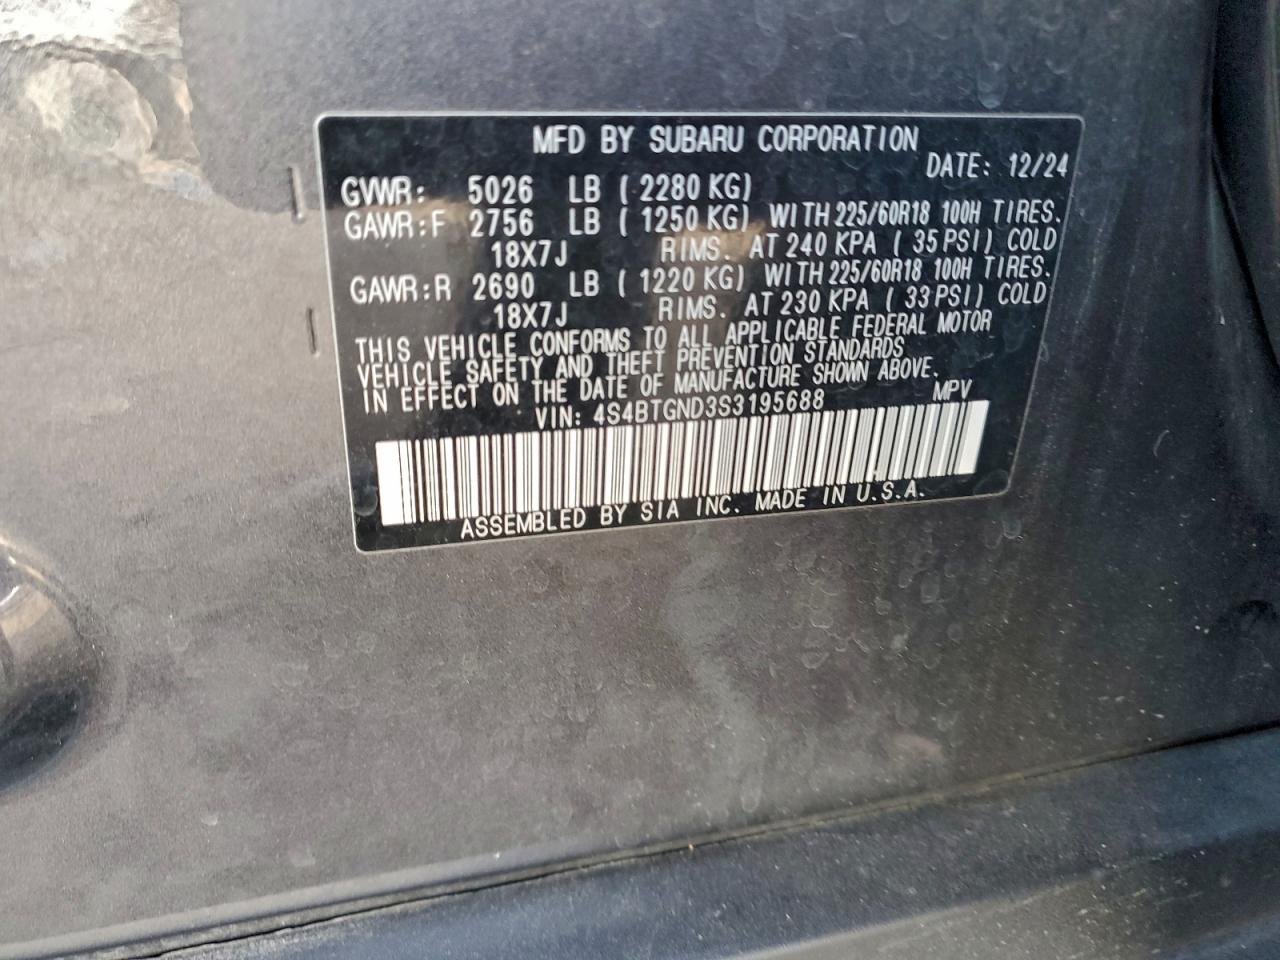 MFD BY SUBARU CORPORATION
DATE: 12/24
GVWR: 5026 LB (2280 KG)
GAWR:F 2756 LB (1250 KG) WITH 225/60R18 100H TIRES.
18X7J RIMS. AT 240 KPA (35 PSI) COLD
GAWR:R 2690 LB (1220 KG) WITH 225/60R18 100H TIRES.
18X7J RIMS. AT 230 KPA (33 PSI) COLD
THIS VEHICLE CONFORMS TO ALL APPLICABLE FEDERAL MOTOR
VEHICLE SAFETY AND THEFT PREVENTION STANDARDS
IN EFFECT ON THE DATE OF MANUFACTURE SHOWN ABOVE.
VIN: 4S4BTGND3S3195688 MPV
ASSEMBLED BY SIA INC. MADE IN U.S.A.